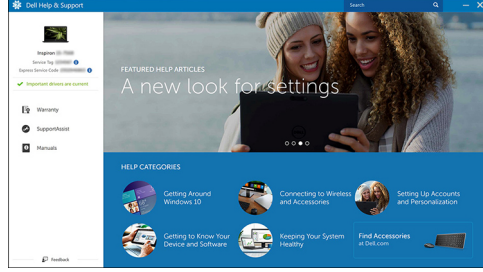 Dell Help & Support
Search
Inspiron
Service Tag
Express Service Code
Important drivers are current
Warranty
SupportAssist
Manuals
Feedback
FEATURED HELP ARTICLES
A new look for settings
HELP CATEGORIES
Getting Around
Windows 10
Connecting to Wireless
and Accessories
Setting Up Accounts
and Personalization
Getting to Know Your
Device and Software
Keeping Your System
Healthy
Find Accessories
at Dell.com